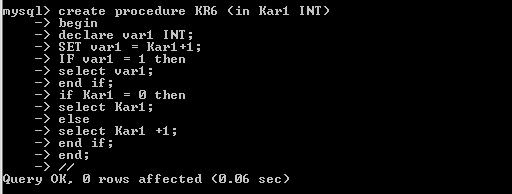 mysql> create procedure KR6 (in Kar1 INT)
-> begin
-> declare var1 INT;
-> SET var1 = Kar1+1;
-> IF var1 = 1 then
-> select var1;
-> end if;
-> if Kar1 = 0 then
-> select Kar1;
-> else
-> select Kar1 +1;
-> end if;
-> end;
-> //
Query OK, 0 rows affected (0.06 sec)